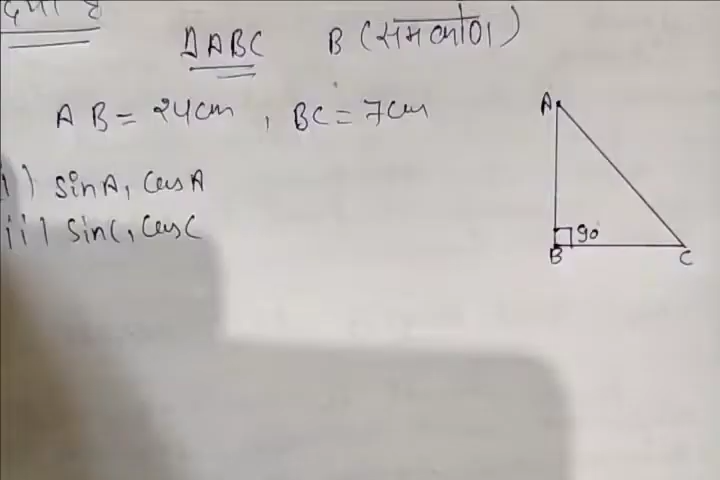 ΔABC B (समकोण)
AB = 24cm, BC = 7cm
i) sinA, cosA
ii) sinC, cosC
A
90
B
C